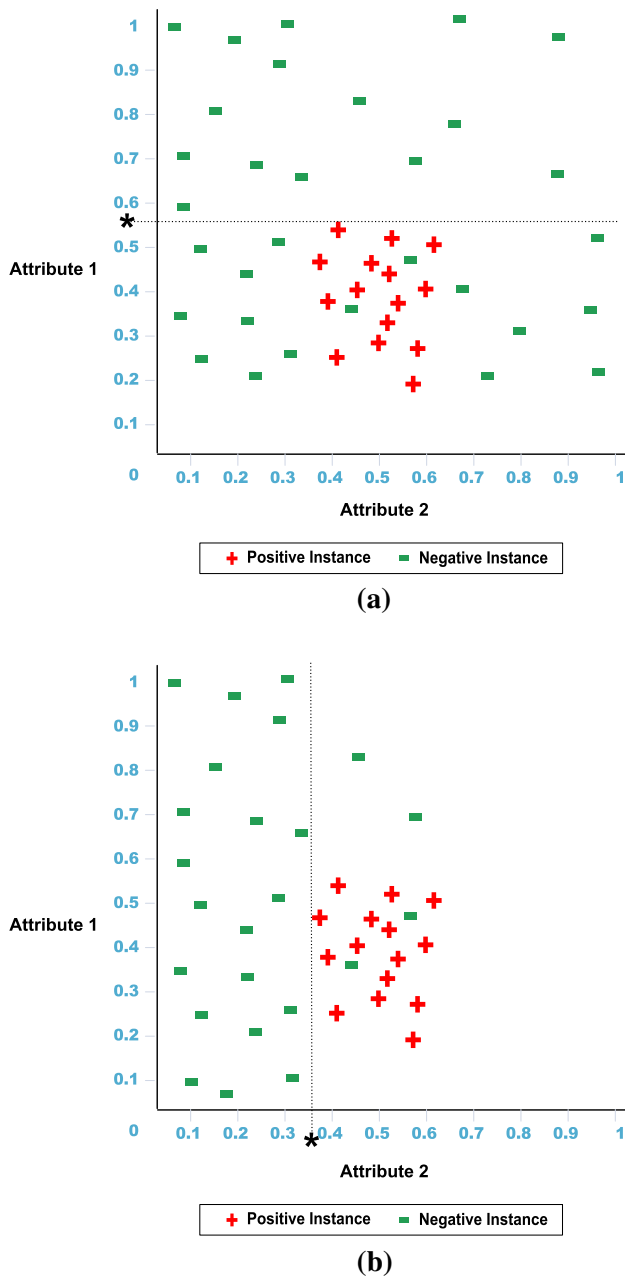 1
0.9
0.8
0.7
0.6
*
0.5
Attribute 1
0.4
0.3
0.2
0.1
0
0.1 0.2 0.3 0.4 0.5 0.6 0.7 0.8 0.9 1
Attribute 2
Positive Instance Negative Instance
(a)
1
0.9
0.8
0.7
0.6
0.5
Attribute 1
0.4
0.3
0.2
0.1
0
0.1 0.2 0.3 * 0.4 0.5 0.6 0.7 0.8 0.9 1
Attribute 2
Positive Instance Negative Instance
(b)